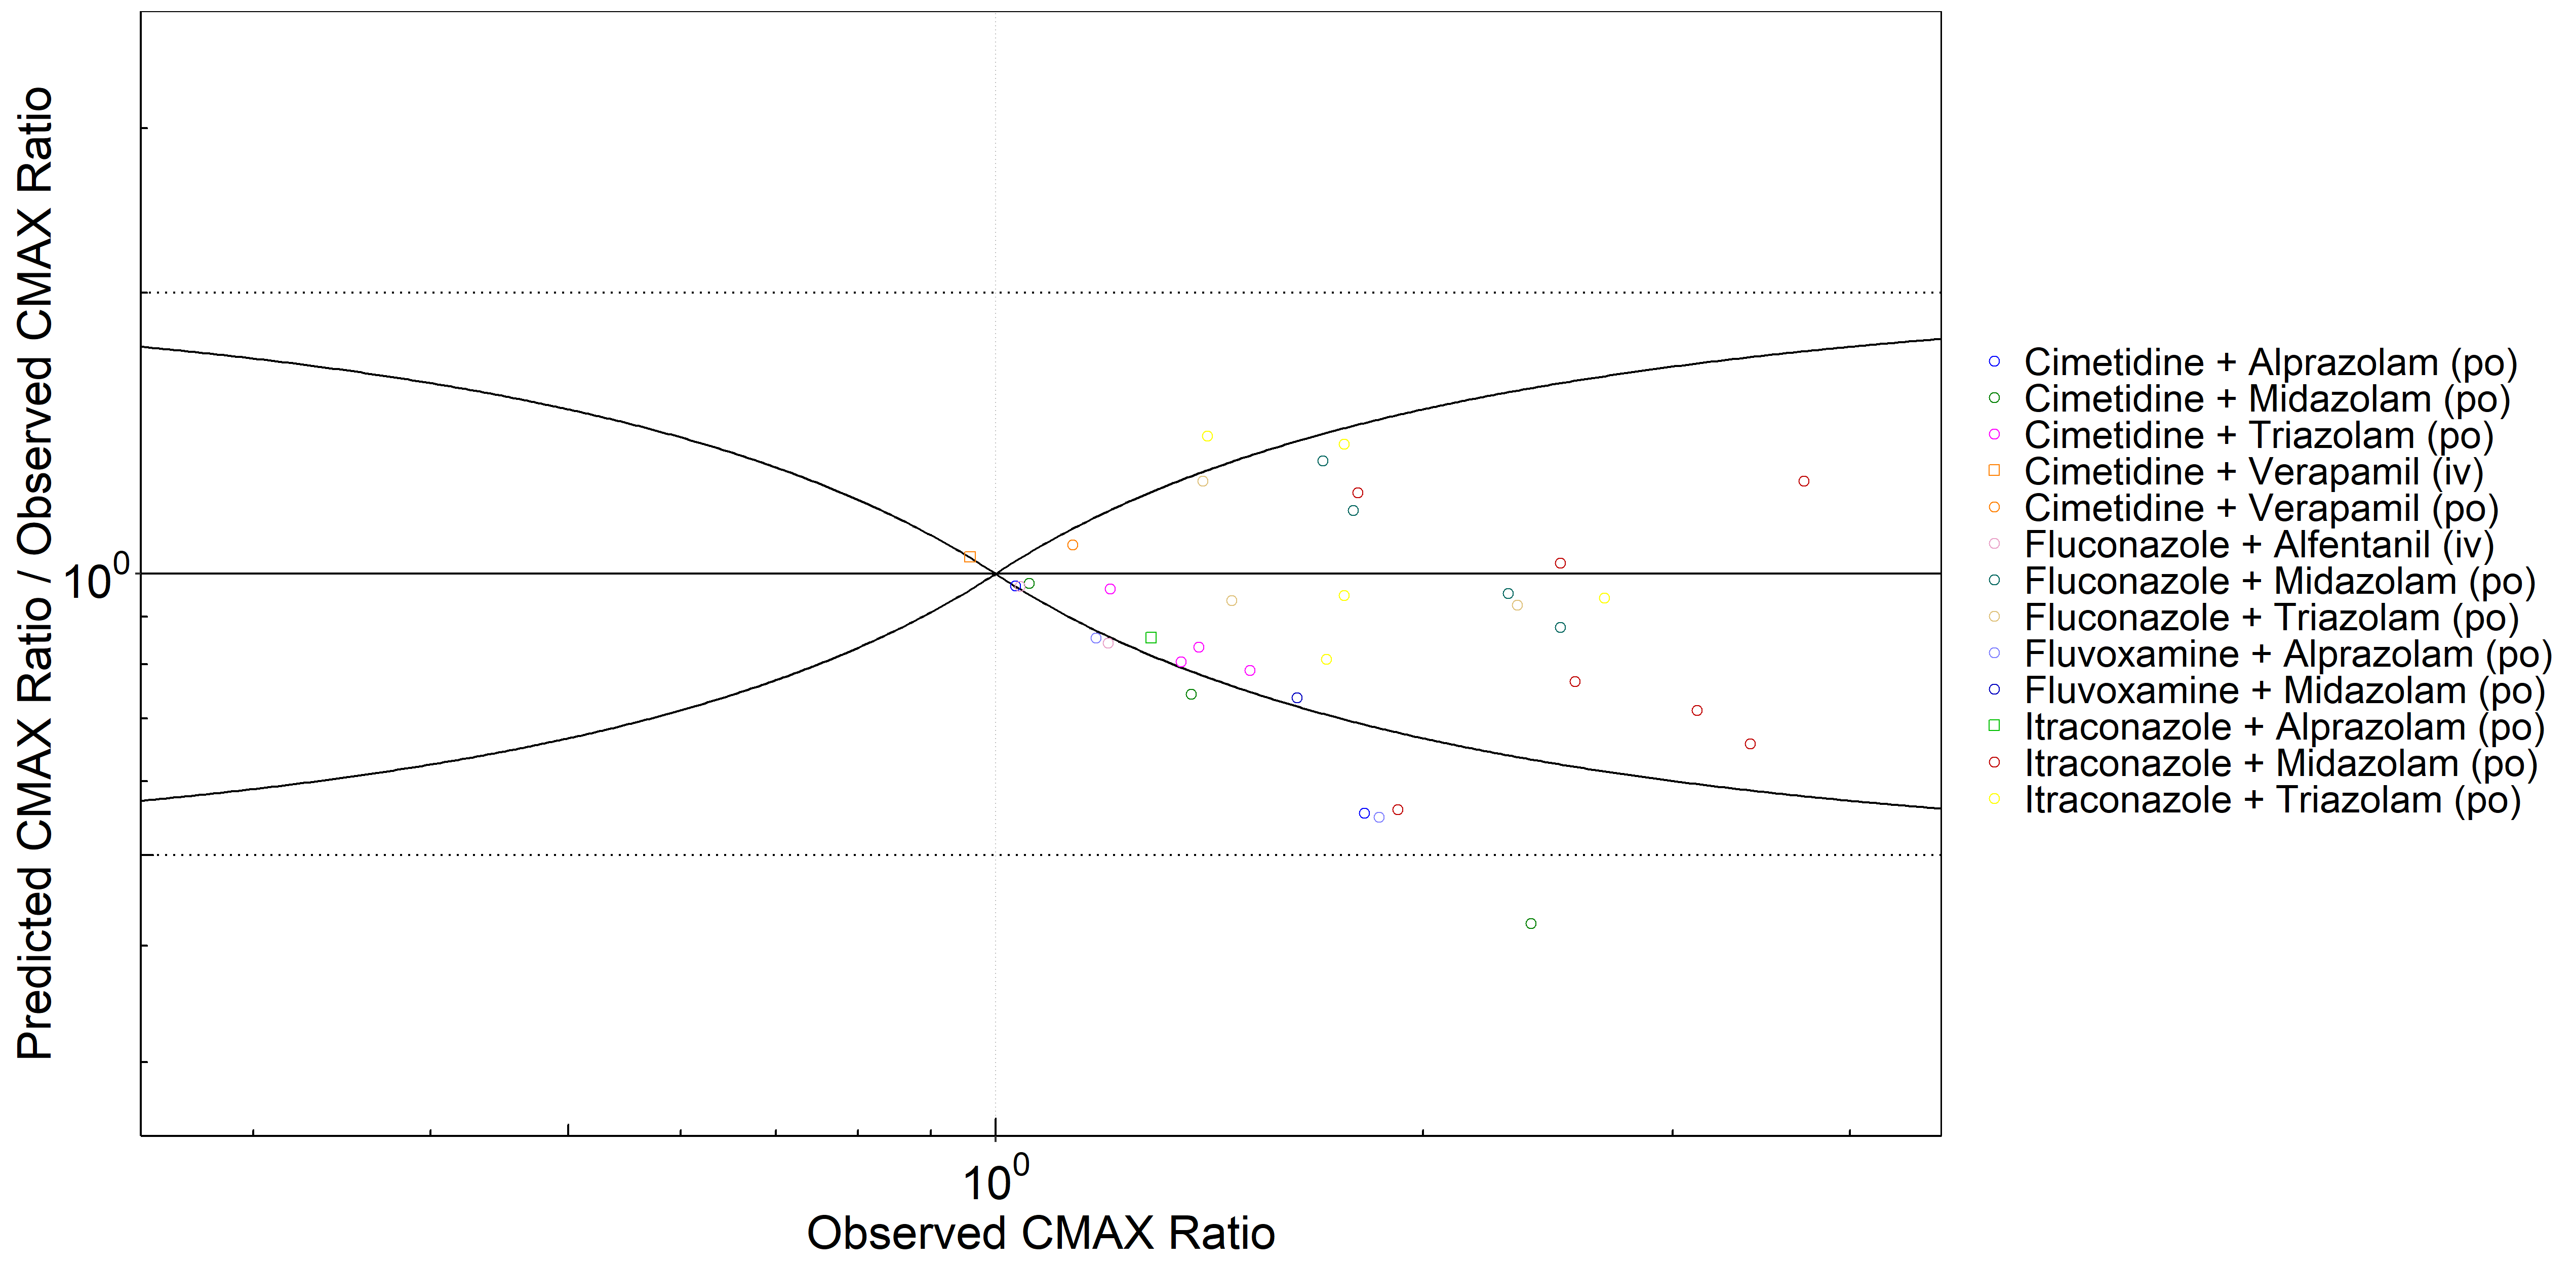 Predicted CMAX Ratio / Observed CMAX Ratio
10^0
10^0
Observed CMAX Ratio
Cimetidine + Alprazolam (po)
Cimetidine + Midazolam (po)
Cimetidine + Triazolam (po)
Cimetidine + Verapamil (iv)
Cimetidine + Verapamil (po)
Fluconazole + Alfentanil (iv)
Fluconazole + Midazolam (po)
Fluconazole + Triazolam (po)
Fluvoxamine + Alprazolam (po)
Fluvoxamine + Midazolam (po)
Itraconazole + Alprazolam (po)
Itraconazole + Midazolam (po)
Itraconazole + Triazolam (po)